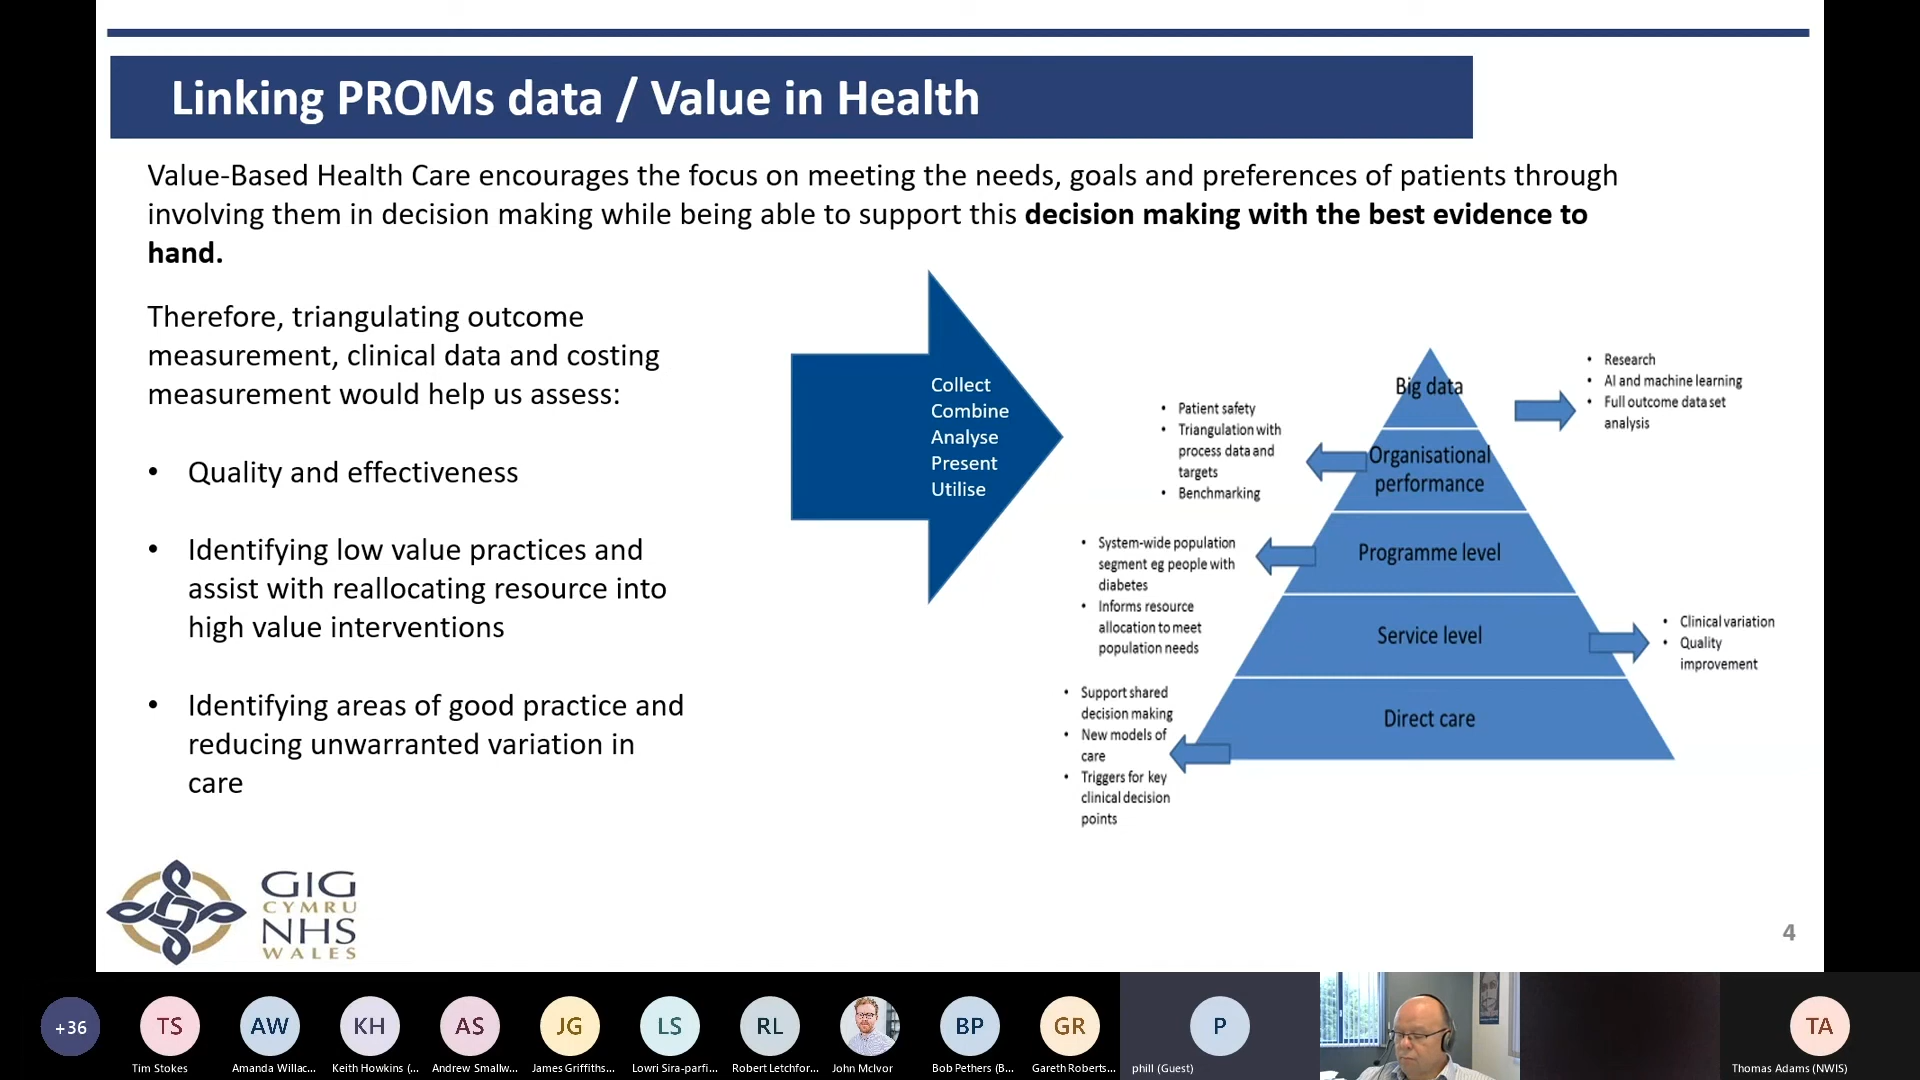 Linking PROMs data / Value in Health
Value-Based Health Care encourages the focus on meeting the needs, goals and preferences of patients through
involving them in decision making while being able to support this decision making with the best evidence to
hand.
Therefore, triangulating outcome
measurement, clinical data and costing
measurement would help us assess:
• Quality and effectiveness
• Identifying low value practices and
assist with reallocating resource into
high value interventions
• Identifying areas of good practice and
reducing unwarranted variation in
care
Collect
Combine
Analyse
Present
Utilise
Big data
• Research
• AI and machine learning
• Full outcome data set
analysis
• Patient safety
• Triangulation with
process data and
targets
• Benchmarking
Organisational
performance
• System-wide population
segment eg people with
diabetes
• Informs resource
allocation to meet
population needs
Programme level
Service level
• Clinical variation
• Quality
improvement
• Support shared
decision making
• New models of
care
• Triggers for key
clinical decision
points
Direct care
GIG
CYMRU
NHS
WALES
4
+36
TS
AW
KH
AS
JG
LS
RL
BP
GR
P
TA
Tim Stokes
Amanda Willac...
Keith Howkins (...
Andrew Smallw...
James Griffiths...
Lowri Sira-parfi...
Robert Letchfor...
John McIvor
Bob Pethers (B...
Gareth Roberts...
phill (Guest)
Thomas Adams (NWIS)